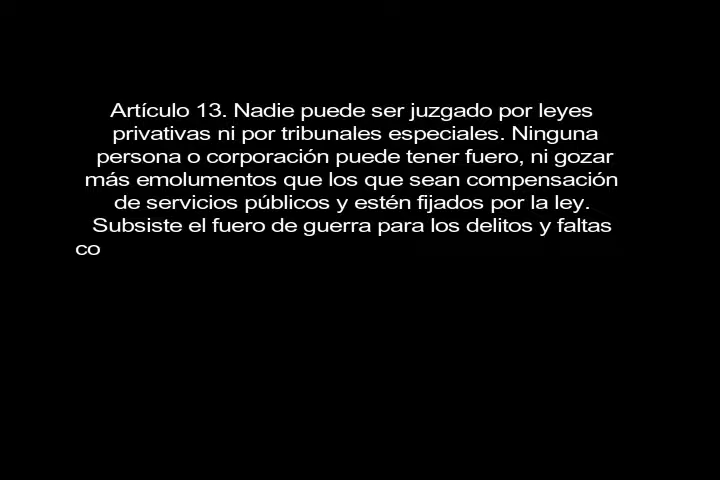 Artículo 13. Nadie puede ser juzgado por leyes
privativas ni por tribunales especiales. Ninguna
persona o corporación puede tener fuero, ni gozar
más emolumentos que los que sean compensación
de servicios públicos y estén fijados por la ley.
Subsiste el fuero de guerra para los delitos y faltas
co